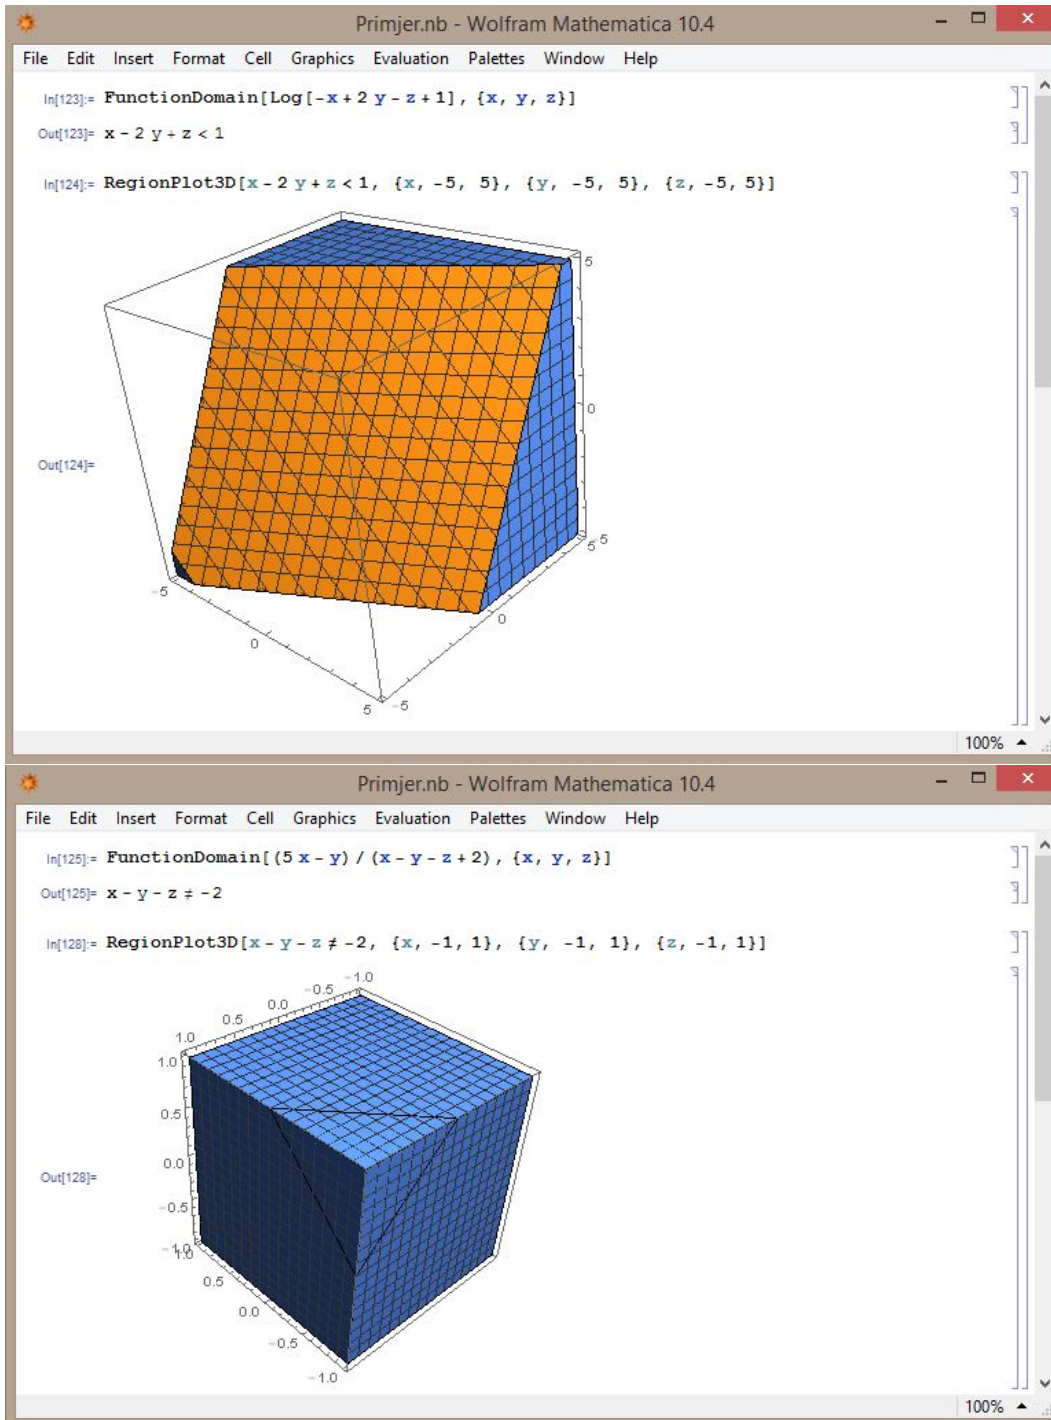 Primjer.nb - Wolfram Mathematica 10.4
File Edit Insert Format Cell Graphics Evaluation Palettes Window Help
In[123]:= FunctionDomain[Log[-x + 2 y - z + 1], {x, y, z}]
Out[123]= x - 2 y + z < 1
In[124]:= RegionPlot3D[x - 2 y + z < 1, {x, -5, 5}, {y, -5, 5}, {z, -5, 5}]
5
0
-5
5
Out[124]=
-5
0
0
5
-5
100%
Primjer.nb - Wolfram Mathematica 10.4
File Edit Insert Format Cell Graphics Evaluation Palettes Window Help
In[125]:= FunctionDomain[(5 x - y) / (x - y - z + 2), {x, y, z}]
Out[125]= x - y - z ≠ -2
In[128]:= RegionPlot3D[x - y - z ≠ -2, {x, -1, 1}, {y, -1, 1}, {z, -1, 1}]
-1.0
-0.5
0.0
0.5
1.0
1.0
0.5
0.0
Out[128]=
-0.5
-1.0
1.0
0.5
0.0
-0.5
-1.0
100%